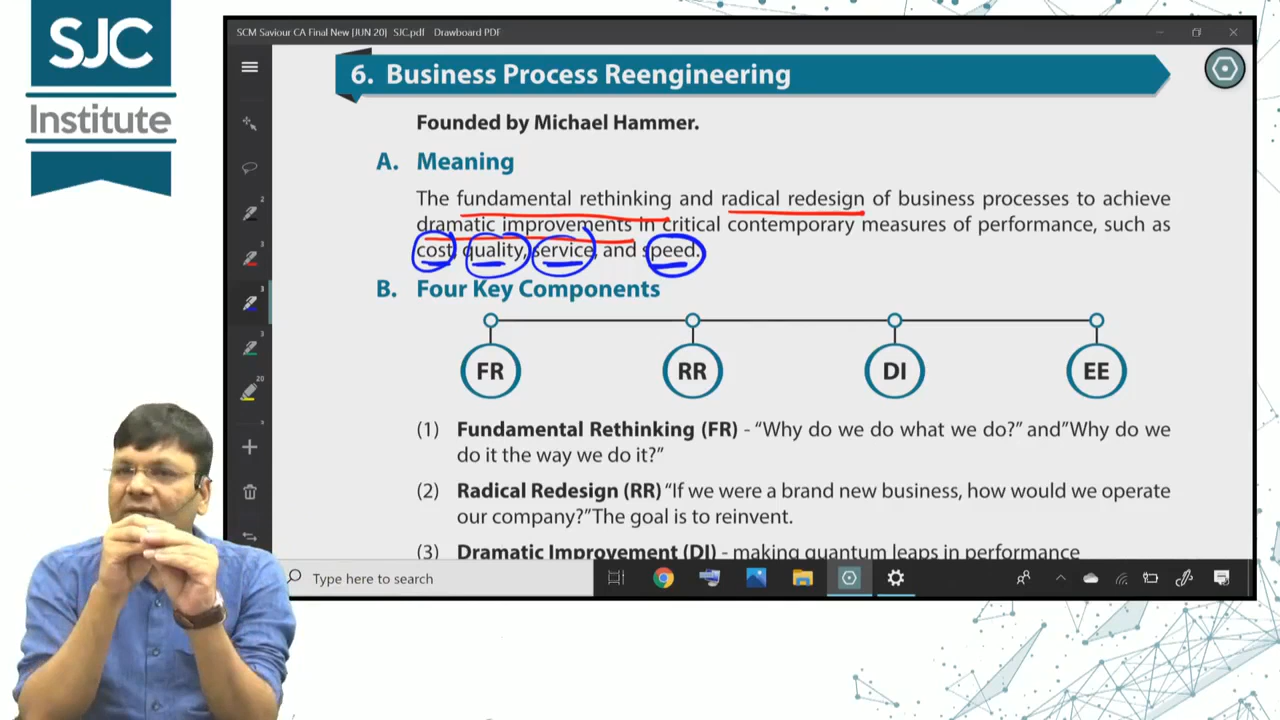 SJC
Institute
SCM Saviour CA Final New [JUN 20] SJC.pdf Drawboard PDF
6. Business Process Reengineering
Founded by Michael Hammer.
A. Meaning
The fundamental rethinking and radical redesign of business processes to achieve
dramatic improvements in critical contemporary measures of performance, such as
cost, quality, service, and speed.
B. Four Key Components
FR RR DI EE
(1) Fundamental Rethinking (FR) - “Why do we do what we do?” and”Why do we
do it the way we do it?”
(2) Radical Redesign (RR) “If we were a brand new business, how would we operate
our company?”The goal is to reinvent.
(3) Dramatic Improvement (DI) - making quantum leaps in performance
Type here to search
2
3
3
3
20